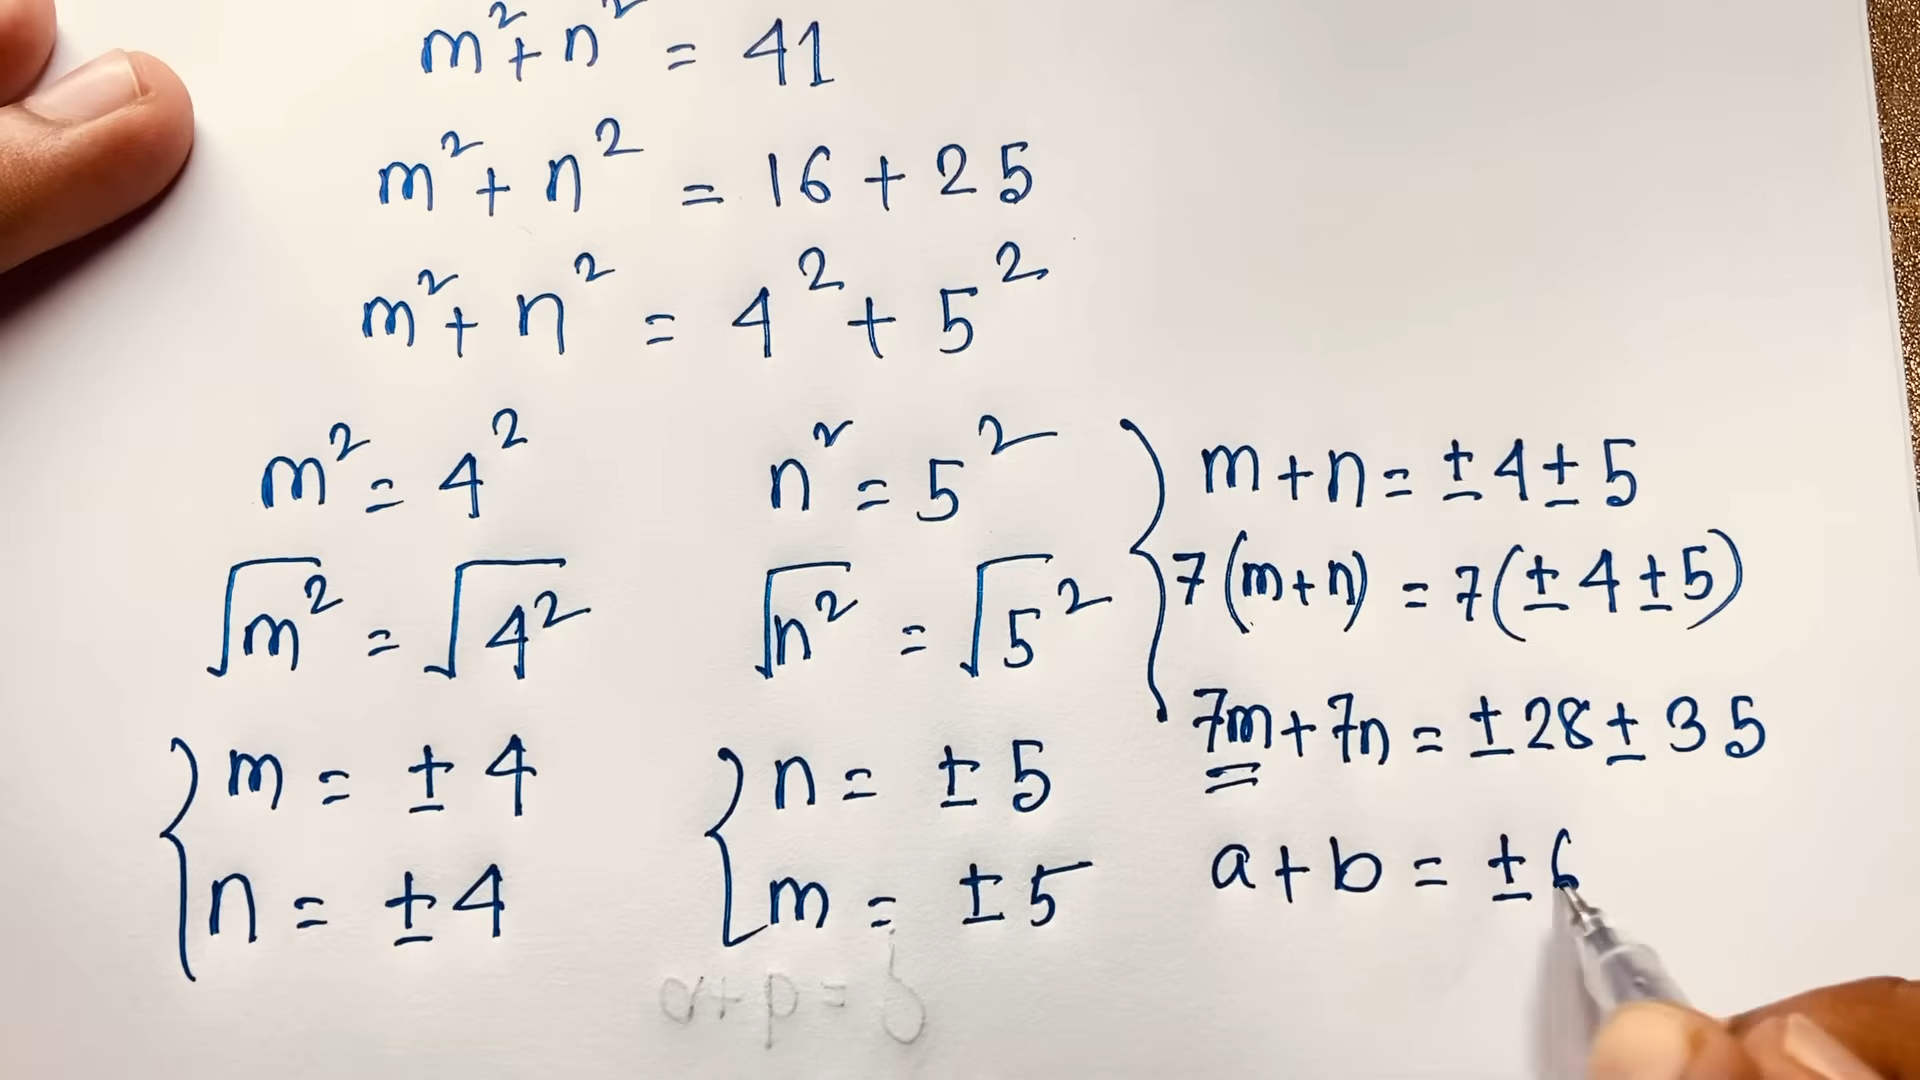 m² + n² = 41
m² + n² = 16 + 25
m² + n² = 4² + 5²
m² = 4²
√m² = √4²
m = ± 4
n = ± 4
n² = 5²
√n² = √5²
n = ± 5
m = ± 5
m + n = ± 4 ± 5
7(m + n) = 7(± 4 ± 5)
7m + 7n = ± 28 ± 35
a + b = ± 6